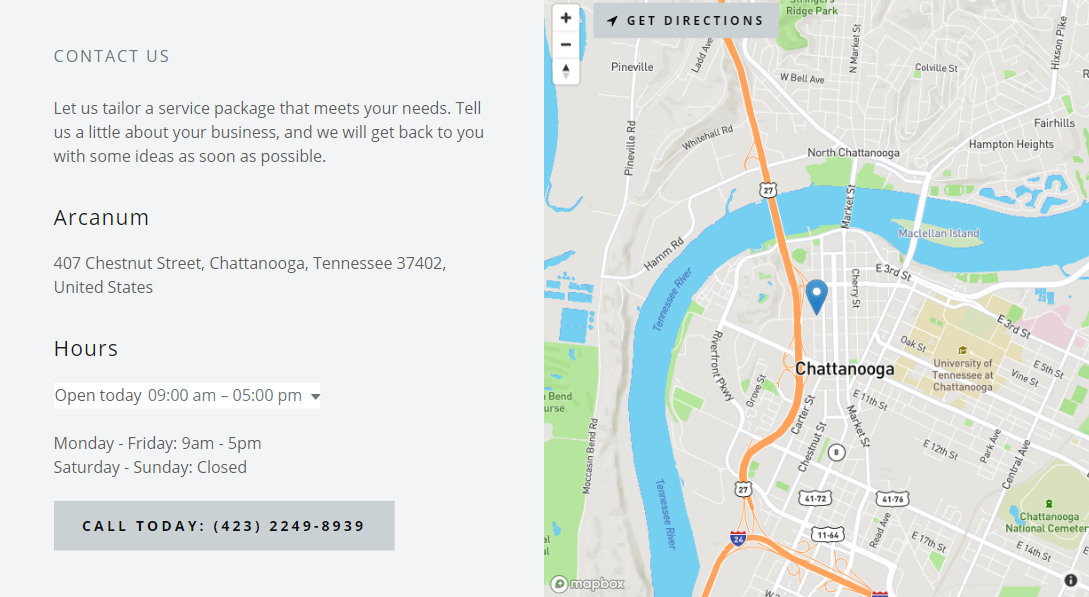 CONTACT US
Let us tailor a service package that meets your needs. Tell
us a little about your business, and we will get back to you
with some ideas as soon as possible.
Arcanum
407 Chestnut Street, Chattanooga, Tennessee 37402,
United States
Hours
Open today 09:00 am – 05:00 pm
Monday - Friday: 9am - 5pm
Saturday - Sunday: Closed
CALL TODAY: (423) 2249-8939
GET DIRECTIONS
Stringers
Ridge Park
Pineville
Ladd Ave
N Market St
W Bell Ave
Colville St
Hixson Pike
Fairhills
Pineville Rd
Whitehall Rd
North Chattanooga
Hampton Heights
27
Market St
Maclellan Island
Hamm Rd
E 3rd St
Cherry St
Tennessee River
E 3rd St
Riverfront Pkwy
Oak St
University of
Tennessee at
Chattanooga
E 5th St
Vine St
Chattanooga
Grove St
Bend
urse
E 11th St
Carter St
Market St
Moccasin Bend Rd
Chestnut St
E 12th St
Park Ave
Central Ave
8
27
41-72
41-76
Tennessee River
Chattanooga
National Cemeter
Read Ave
11-64
24
E 17th St
E 14th St
al
al
mapbox